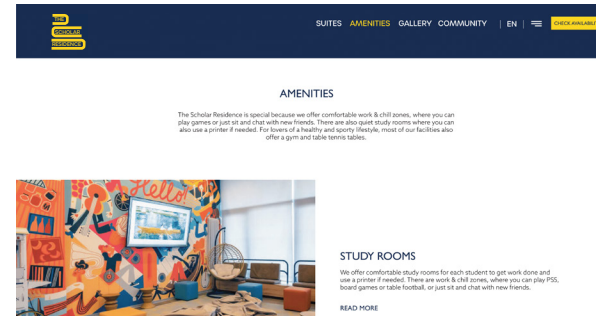 THE
SCHOLAR
RESIDENCE
SUITES AMENITIES GALLERY COMMUNITY | EN |
CHECK AVAILABILIT
AMENITIES
The Scholar Residence is special because we offer comfortable work & chill zones, where you can
play games or just sit and chat with new friends. There are also quiet study rooms where you can
also use a printer if needed. For lovers of a healthy and sporty lifestyle, most of our facilities also
offer a gym and table tennis tables.
Hello!
STUDY ROOMS
We offer comfortable study rooms for each student to get work done and
use a printer if needed. There are work & chill zones, where you can play PS5,
board games or table football, or just sit and chat with new friends.
READ MORE